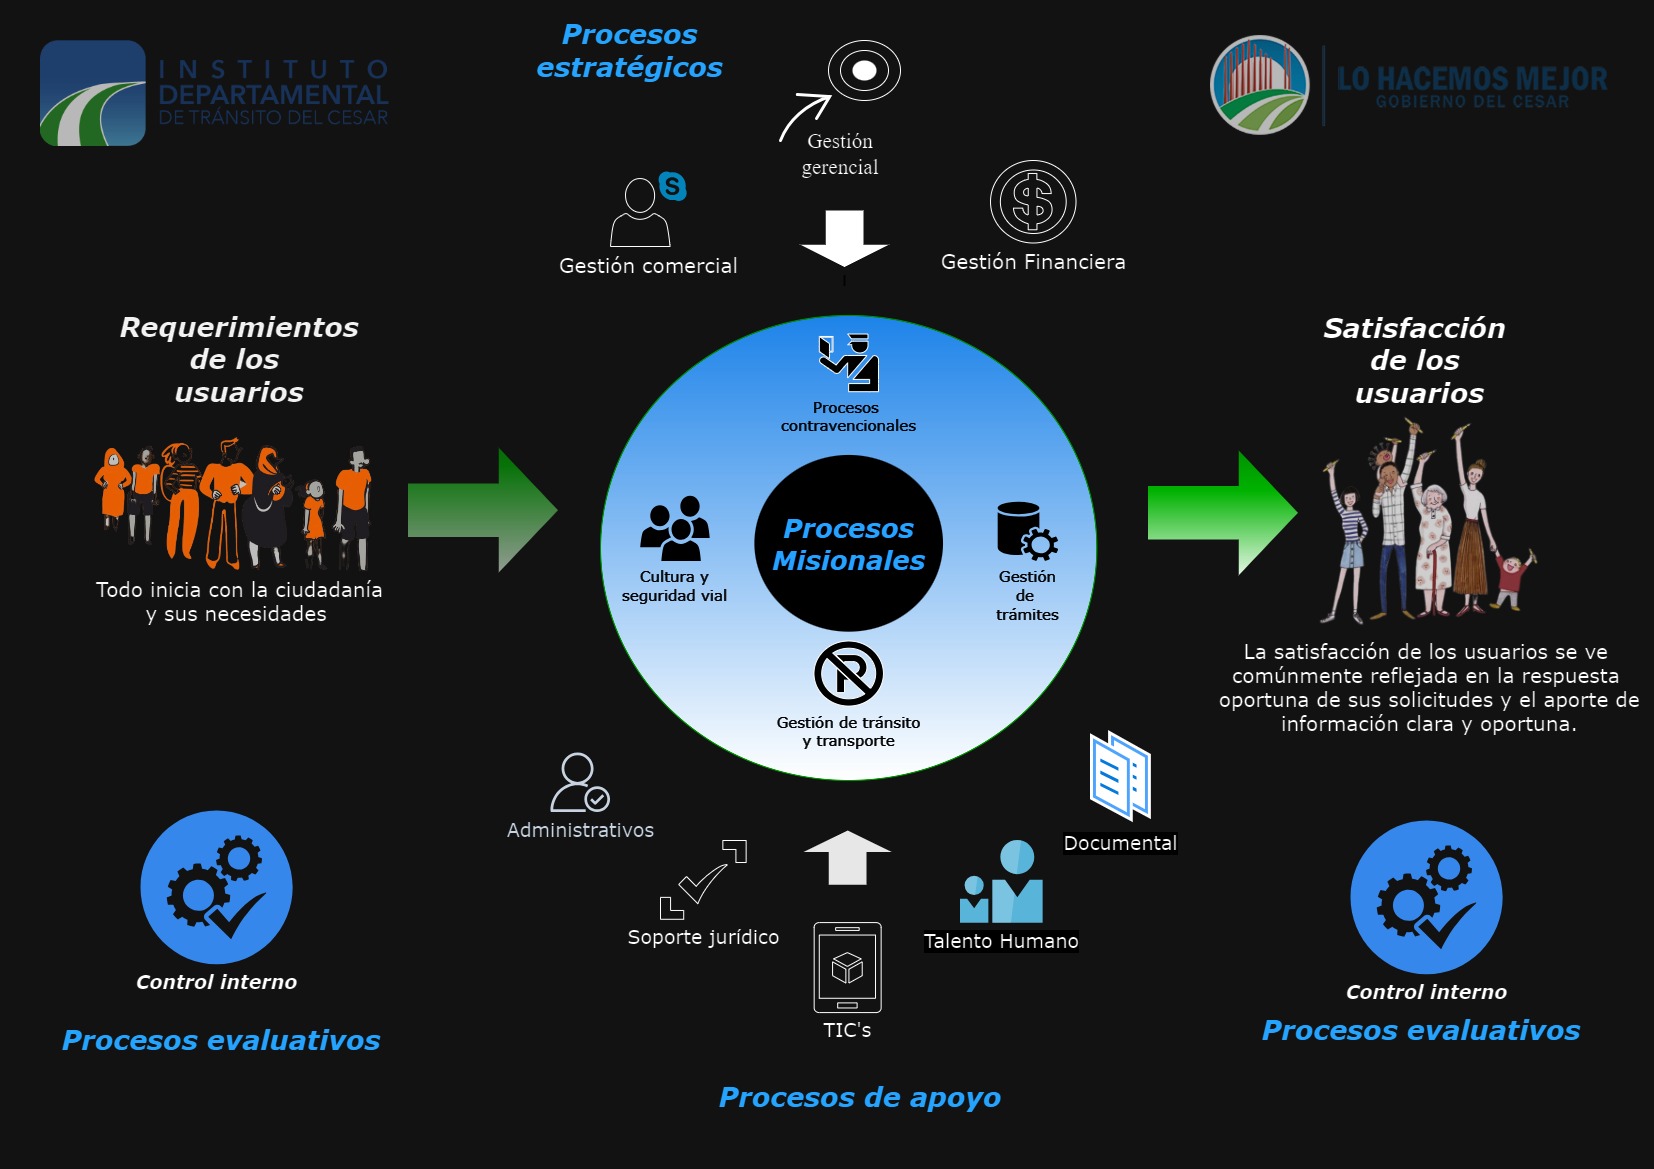 INSTITUTO
DEPARTAMENTAL
DE TRÁNSITO DEL CESAR
Procesos
estratégicos
LO HACEMOS MEJOR
GOBIERNO DEL CESAR
Gestión
gerencial
Gestión comercial
Gestión Financiera
Requerimientos
de los
usuarios
Todo inicia con la ciudadanía
y sus necesidades
Procesos
contravencionales
Cultura y
seguridad vial
Procesos
Misionales
Gestión
de
trámites
Gestión de tránsito
y transporte
Satisfacción
de los
usuarios
La satisfacción de los usuarios se ve
comúnmente reflejada en la respuesta
oportuna de sus solicitudes y el aporte de
información clara y oportuna.
Administrativos
Soporte jurídico
TIC's
Talento Humano
Documental
Control interno
Procesos evaluativos
Control interno
Procesos evaluativos
Procesos de apoyo